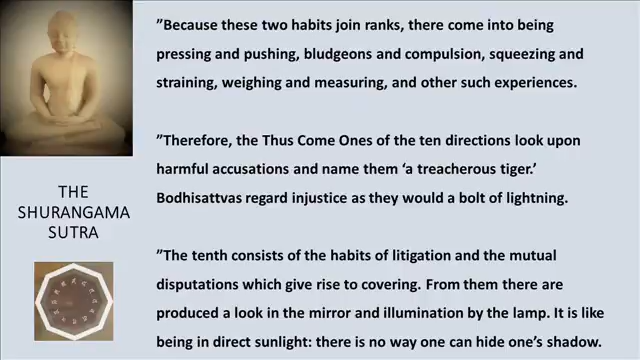 "Because these two habits join ranks, there come into being
pressing and pushing, bludgeons and compulsion, squeezing and
straining, weighing and measuring, and other such experiences.
"Therefore, the Thus Come Ones of the ten directions look upon
harmful accusations and name them ‘a treacherous tiger.’
Bodhisattvas regard injustice as they would a bolt of lightning.
"The tenth consists of the habits of litigation and the mutual
disputations which give rise to covering. From them there are
produced a look in the mirror and illumination by the lamp. It is like
being in direct sunlight: there is no way one can hide one’s shadow.
THE
SHURANGAMA
SUTRA